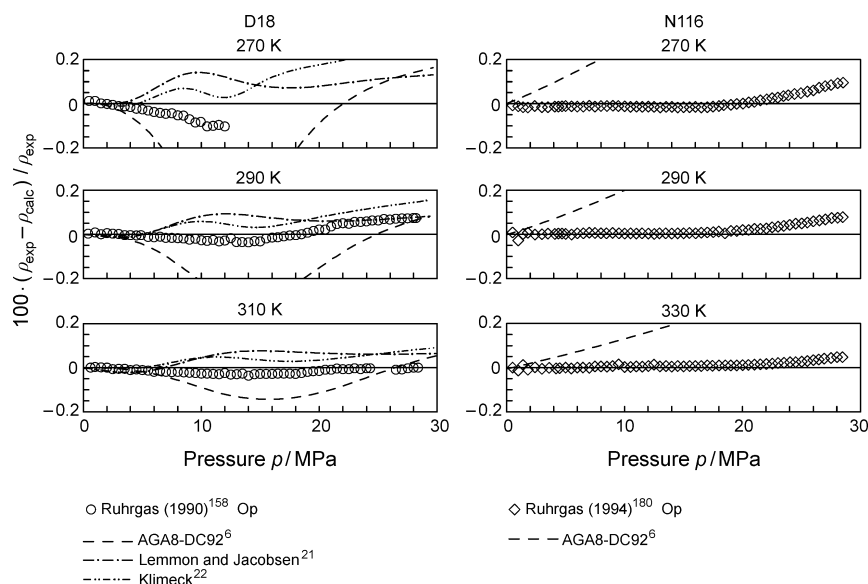 D18
270 K
0.2
0
−0.2
290 K
0.2
0
−0.2
310 K
0.2
0
−0.2
0 10 20 30
Pressure p/MPa
100·(ρexp−ρcalc)/ρexp
N116
270 K
0.2
0
−0.2
290 K
0.2
0
−0.2
330 K
0.2
0
−0.2
0 10 20 30
Pressure p/MPa
Ruhrgas (1990)158 Op
AGA8-DC926
Lemmon and Jacobsen21
Klimeck22
Ruhrgas (1994)180 Op
AGA8-DC926